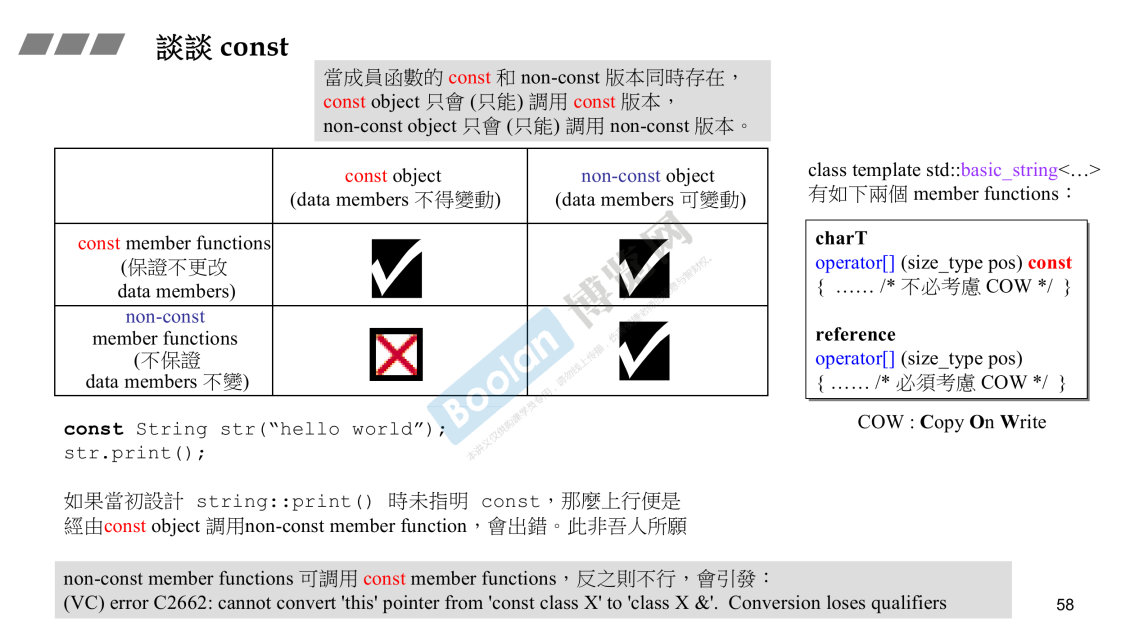 談談 const
當成員函數的 const 和 non-const 版本同時存在，
const object 只會 (只能) 調用 const 版本，
non-const object 只會 (只能) 調用 non-const 版本。
const object
(data members 不得變動)
non-const object
(data members 可變動)
const member functions
(保證不更改
data members)
non-const
member functions
(不保證
data members 不變)
class template std::basic_string<…>
有如下兩個 member functions：
charT
operator[] (size_type pos) const
{ …… /* 不必考慮 COW */ }
reference
operator[] (size_type pos)
{ …… /* 必須考慮 COW */ }
COW : Copy On Write
const String str(“hello world”);
str.print();
如果當初設計 string::print() 時未指明 const，那麼上行便是
經由const object 調用non-const member function，會出錯。此非吾人所願
non-const member functions 可調用 const member functions，反之則不行，會引發：
(VC) error C2662: cannot convert 'this' pointer from 'const class X' to 'class X &'. Conversion loses qualifiers
58
Boolan 博览网